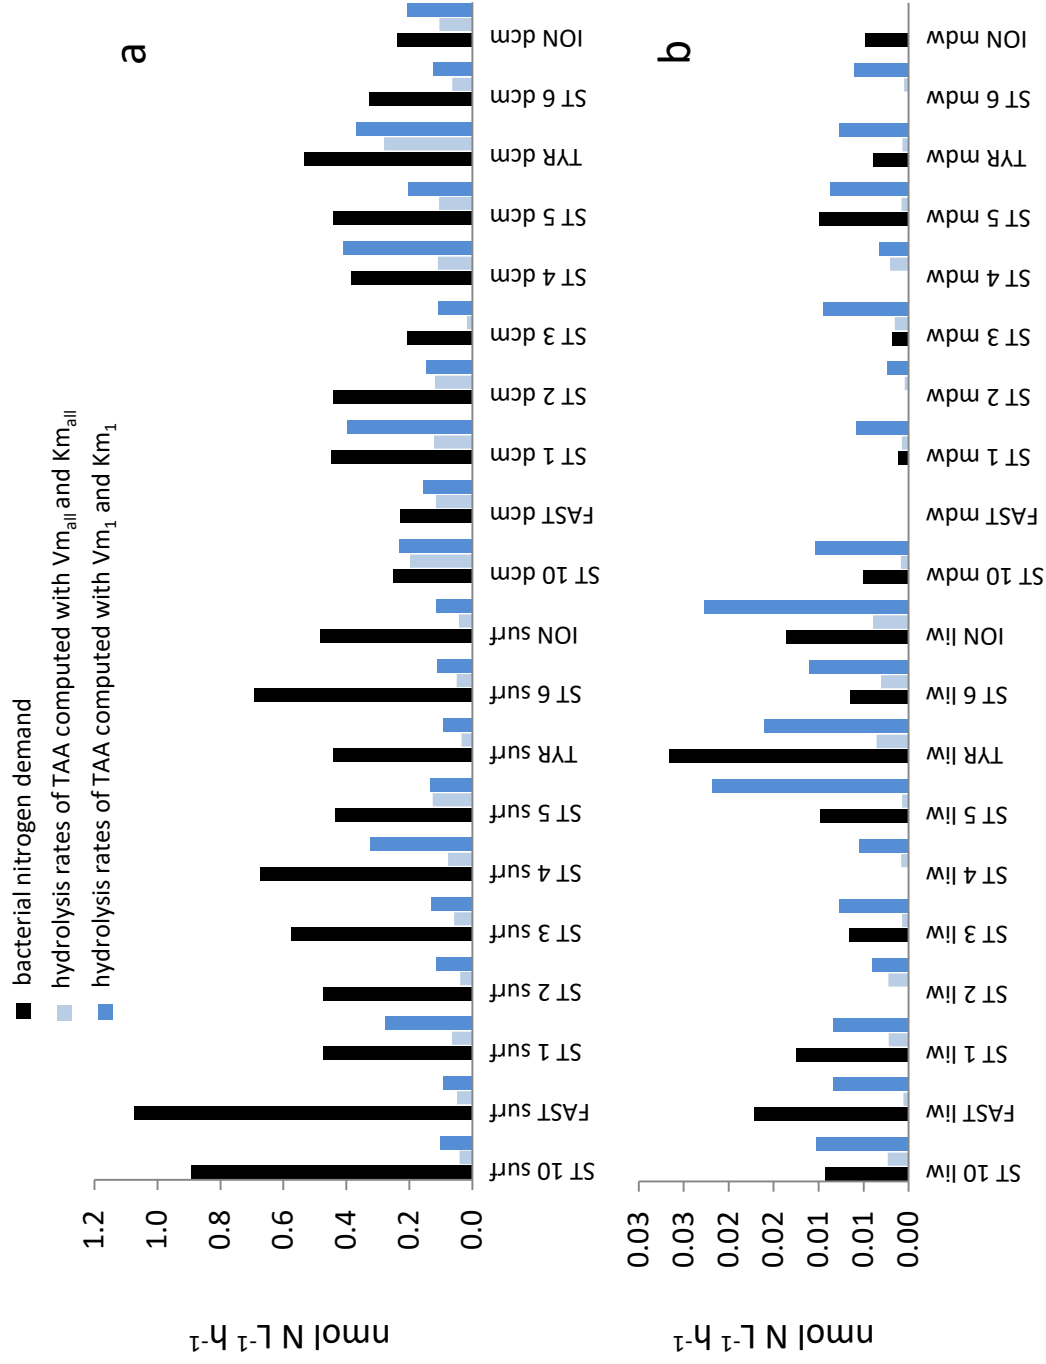 bacterial nitrogen demand
hydrolysis rates of TAA computed with Vm_all and Km_all
hydrolysis rates of TAA computed with Vm_1 and Km_1
a
nmol N L⁻¹ h⁻¹
1.2
1.0
0.8
0.6
0.4
0.2
0.0
ST 10 surf
FAST surf
ST 1 surf
ST 2 surf
ST 3 surf
ST 4 surf
ST 5 surf
TYR surf
ST 6 surf
ION surf
ST 10 dcm
FAST dcm
ST 1 dcm
ST 2 dcm
ST 3 dcm
ST 4 dcm
ST 5 dcm
TYR dcm
ST 6 dcm
ION dcm
b
nmol N L⁻¹ h⁻¹
0.03
0.03
0.02
0.02
0.01
0.01
0.00
ST 10 liw
FAST liw
ST 1 liw
ST 2 liw
ST 3 liw
ST 4 liw
ST 5 liw
TYR liw
ST 6 liw
ION liw
ST 10 mdw
FAST mdw
ST 1 mdw
ST 2 mdw
ST 3 mdw
ST 4 mdw
ST 5 mdw
TYR mdw
ST 6 mdw
ION mdw